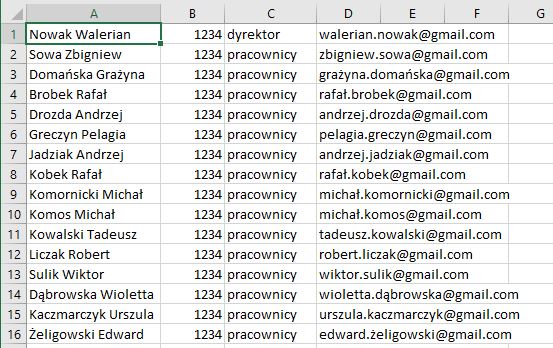 A B C D E F G
1 Nowak Walerian 1234 dyrektor walerian.nowak@gmail.com
2 Sowa Zbigniew 1234 pracownicy zbigniew.sowa@gmail.com
3 Domańska Grażyna 1234 pracownicy grażyna.domańska@gmail.com
4 Brobek Rafał 1234 pracownicy rafał.brobek@gmail.com
5 Drozda Andrzej 1234 pracownicy andrzej.drozda@gmail.com
6 Greczyn Pelagia 1234 pracownicy pelagia.greczyn@gmail.com
7 Jadziak Andrzej 1234 pracownicy andrzej.jadziak@gmail.com
8 Kobek Rafał 1234 pracownicy rafał.kobek@gmail.com
9 Komornicki Michał 1234 pracownicy michał.komornicki@gmail.com
10 Komos Michał 1234 pracownicy michał.komos@gmail.com
11 Kowalski Tadeusz 1234 pracownicy tadeusz.kowalski@gmail.com
12 Liczak Robert 1234 pracownicy robert.liczak@gmail.com
13 Sulik Wiktor 1234 pracownicy wiktor.sulik@gmail.com
14 Dąbrowska Wioletta 1234 pracownicy wioletta.dąbrowska@gmail.com
15 Kaczmarczyk Urszula 1234 pracownicy urszula.kaczmarczyk@gmail.com
16 Żeligowski Edward 1234 pracownicy edward.żeligowski@gmail.com